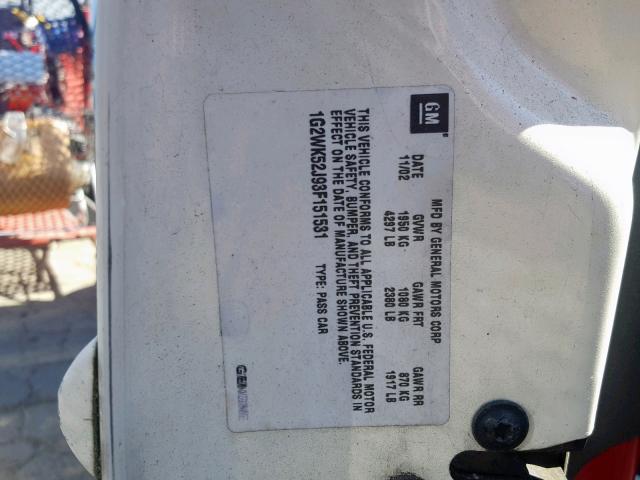 GM
MFD BY GENERAL MOTORS CORP
DATE GVWR GAWR FRT GAWR RR
11/02 1950 KG 1080 KG 870 KG
4297 LB 2380 LB 1917 LB
THIS VEHICLE CONFORMS TO ALL APPLICABLE U.S. FEDERAL MOTOR
VEHICLE SAFETY, BUMPER, AND THEFT PREVENTION STANDARDS IN
EFFECT ON THE DATE OF MANUFACTURE SHOWN ABOVE.
1G2WK52J93F151531 TYPE: PASS CAR